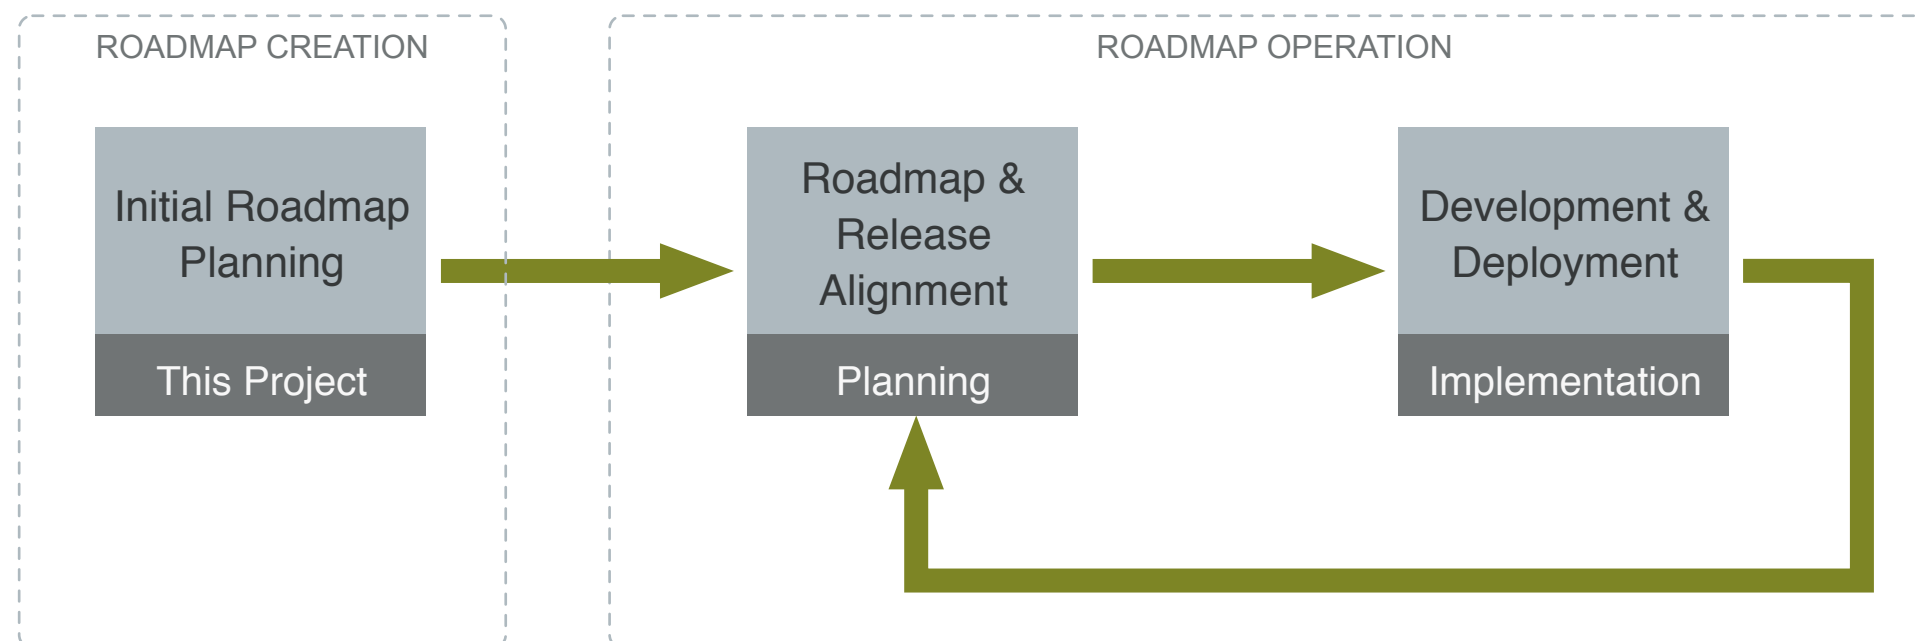 ROADMAP CREATION
Initial Roadmap
Planning
This Project
ROADMAP OPERATION
Roadmap &
Release
Alignment
Planning
Development &
Deployment
Implementation